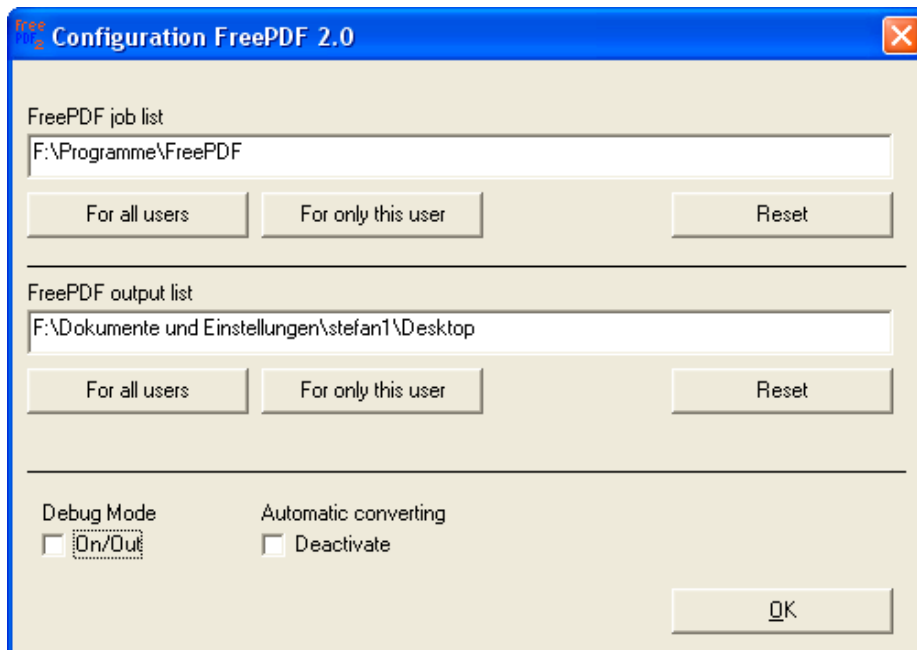 Free
PDF2 Configuration FreePDF 2.0
FreePDF job list
F:\Programme\FreePDF
For all users For only this user Reset
FreePDF output list
F:\Dokumente und Einstellungen\stefan1\Desktop
For all users For only this user Reset
Debug Mode Automatic converting
On/Out Deactivate
OK